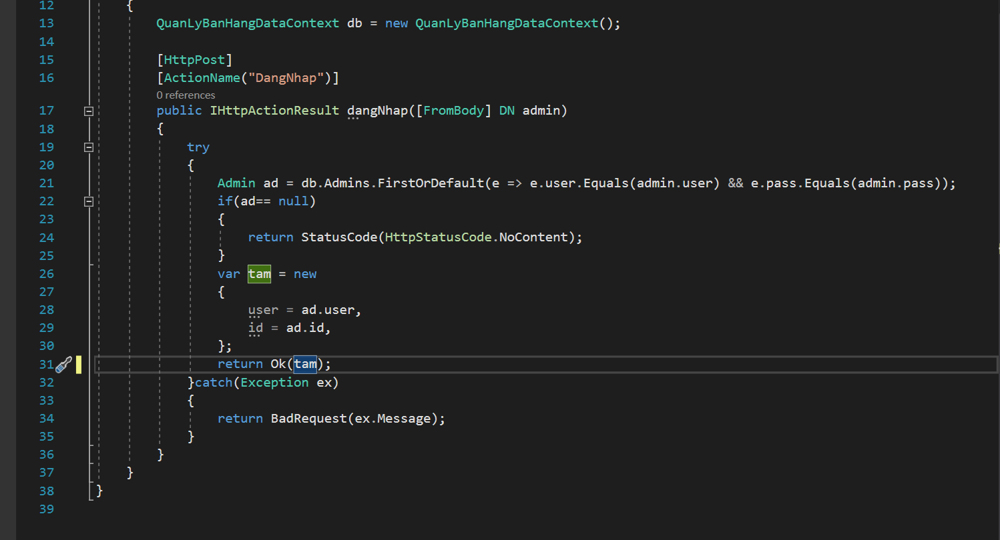 12 {
13 QuanLyBanHangDataContext db = new QuanLyBanHangDataContext();
14
15 [HttpPost]
16 [ActionName("DangNhap")]
0 references
17 public IHttpActionResult dangNhap([FromBody] DN admin)
18 {
19 try
20 {
21 Admin ad = db.Admins.FirstOrDefault(e => e.user.Equals(admin.user) && e.pass.Equals(admin.pass));
22 if(ad== null)
23 {
24 return StatusCode(HttpStatusCode.NoContent);
25 }
26 var tam = new
27 {
28 user = ad.user,
29 id = ad.id,
30 };
31 return Ok(tam);
32 }catch(Exception ex)
33 {
34 return BadRequest(ex.Message);
35 }
36 }
37 }
38 }
39